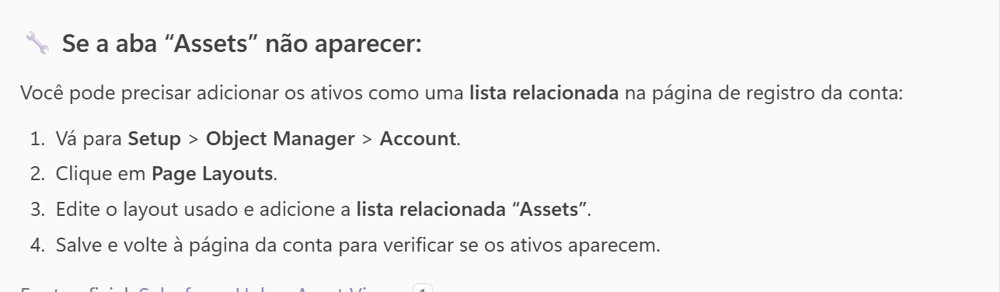 Se a aba “Assets” não aparecer:
Você pode precisar adicionar os ativos como uma lista relacionada na página de registro da conta:
1. Vá para Setup > Object Manager > Account.
2. Clique em Page Layouts.
3. Edite o layout usado e adicione a lista relacionada “Assets”.
4. Salve e volte à página da conta para verificar se os ativos aparecem.